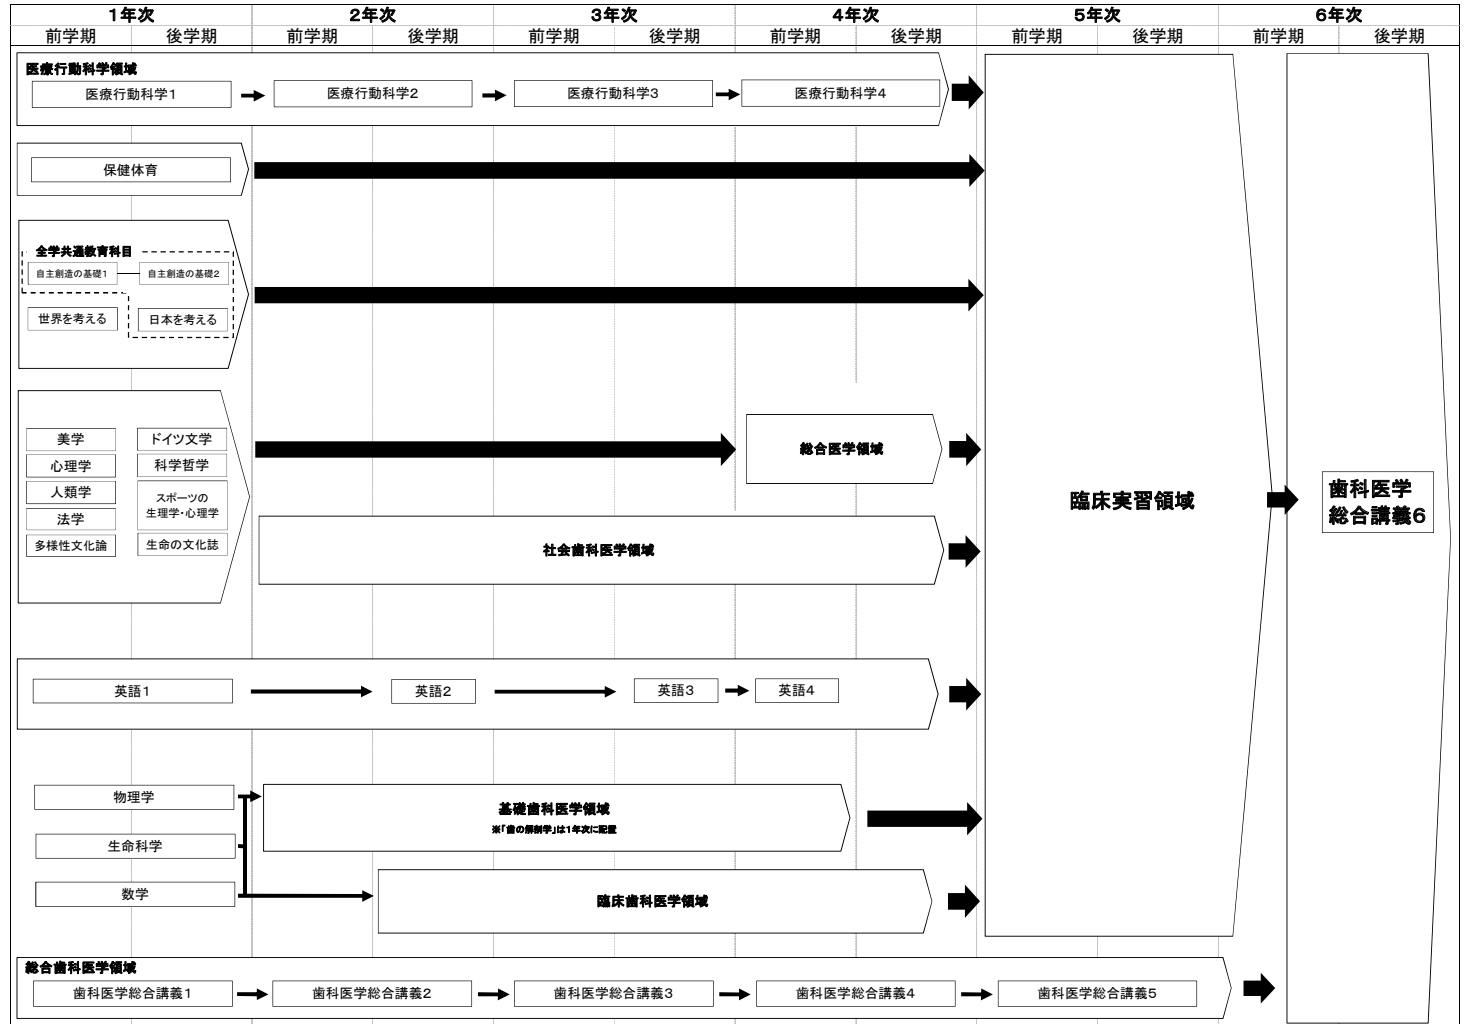 1年次
2年次
3年次
4年次
5年次
6年次
前学期
後学期
前学期
後学期
前学期
後学期
前学期
後学期
前学期
後学期
前学期
後学期
医療行動科学領域
医療行動科学1
医療行動科学2
医療行動科学3
医療行動科学4
保健体育
全学共通教育科目
自主創造の基礎1
自主創造の基礎2
世界を考える
日本を考える
美学
ドイツ文学
心理学
科学哲学
人類学
スポーツの
生理学・心理学
法学
多様性文化論
生命の文化誌
総合医学領域
社会歯科医学領域
臨床実習領域
歯科医学
総合講義6
英語1
英語2
英語3
英語4
物理学
生命科学
数学
基礎歯科医学領域
※「歯の解剖学」は1年次に配置
臨床歯科医学領域
総合歯科医学領域
歯科医学総合講義1
歯科医学総合講義2
歯科医学総合講義3
歯科医学総合講義4
歯科医学総合講義5